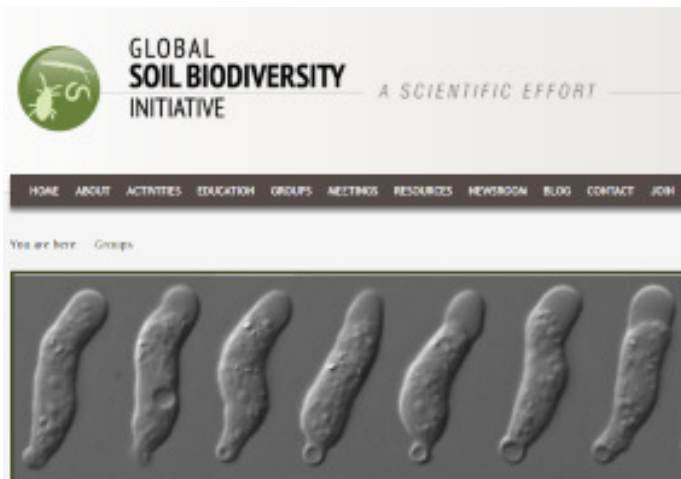 GLOBAL
SOIL BIODIVERSITY
INITIATIVE
A SCIENTIFIC EFFORT
HOME ABOUT ACTIVITIES EDUCATION GROUPS MEETINGS RESOURCES NEWSROOM BLOG CONTACT JOIN
You are here: Groups